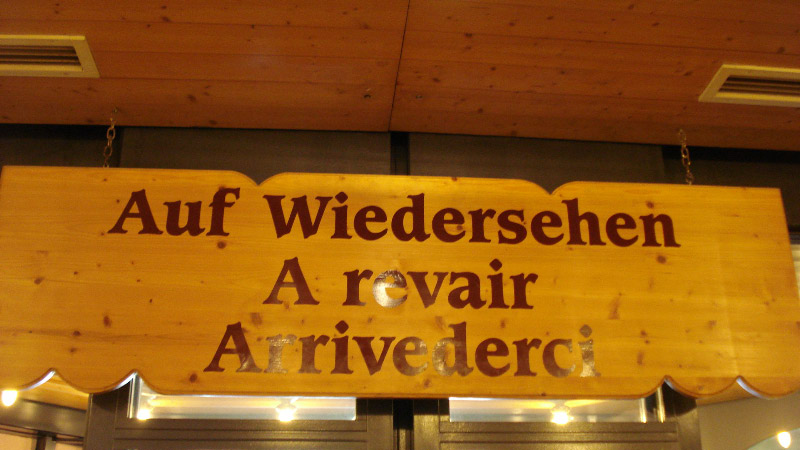 Auf Wiedersehen
A revair
Arrivederci